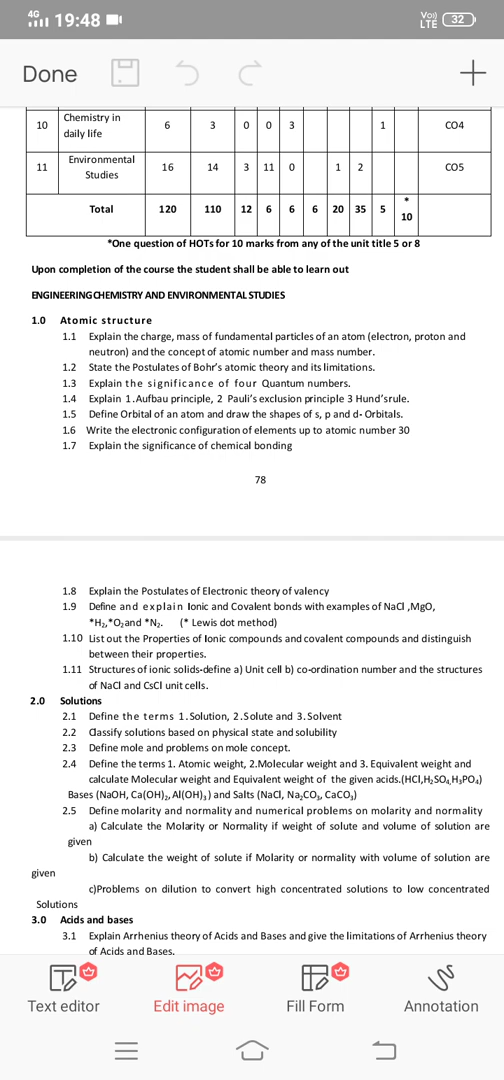 4G 19:48 Vo)) LTE 32
Done
10 Chemistry in daily life 6 3 0 0 3 1 CO4
11 Environmental Studies 16 14 3 11 0 1 2 CO5
Total 120 110 12 6 6 6 20 35 5 * 10
*One question of HOTs for 10 marks from any of the unit title 5 or 8
Upon completion of the course the student shall be able to learn out
ENGINEERING CHEMISTRY AND ENVIRONMENTAL STUDIES
1.0 Atomic structure
1.1 Explain the charge, mass of fundamental particles of an atom (electron, proton and
neutron) and the concept of atomic number and mass number.
1.2 State the Postulates of Bohr's atomic theory and its limitations.
1.3 Explain the significance of four Quantum numbers.
1.4 Explain 1.Aufbau principle, 2 Pauli's exclusion principle 3 Hund'srule.
1.5 Define Orbital of an atom and draw the shapes of s, p and d- Orbitals.
1.6 Write the electronic configuration of elements up to atomic number 30
1.7 Explain the significance of chemical bonding
78
1.8 Explain the Postulates of Electronic theory of valency
1.9 Define and explain Ionic and Covalent bonds with examples of NaCl ,MgO,
*H₂,*O₂and *N₂. (* Lewis dot method)
1.10 List out the Properties of Ionic compounds and covalent compounds and distinguish
between their properties.
1.11 Structures of ionic solids-define a) Unit cell b) co-ordination number and the structures
of NaCl and CsCl unit cells.
2.0 Solutions
2.1 Define the terms 1.Solution, 2.Solute and 3.Solvent
2.2 Classify solutions based on physical state and solubility
2.3 Define mole and problems on mole concept.
2.4 Define the terms 1. Atomic weight, 2.Molecular weight and 3. Equivalent weight and
calculate Molecular weight and Equivalent weight of the given acids.(HCl,H₂SO₄,H₃PO₄)
Bases (NaOH, Ca(OH)₂, Al(OH)₃) and Salts (NaCl, Na₂CO₃, CaCO₃)
2.5 Define molarity and normality and numerical problems on molarity and normality
a) Calculate the Molarity or Normality if weight of solute and volume of solution are
given
b) Calculate the weight of solute if Molarity or normality with volume of solution are
given
c)Problems on dilution to convert high concentrated solutions to low concentrated
Solutions
3.0 Acids and bases
3.1 Explain Arrhenius theory of Acids and Bases and give the limitations of Arrhenius theory
of Acids and Bases.
Text editor Edit image Fill Form Annotation